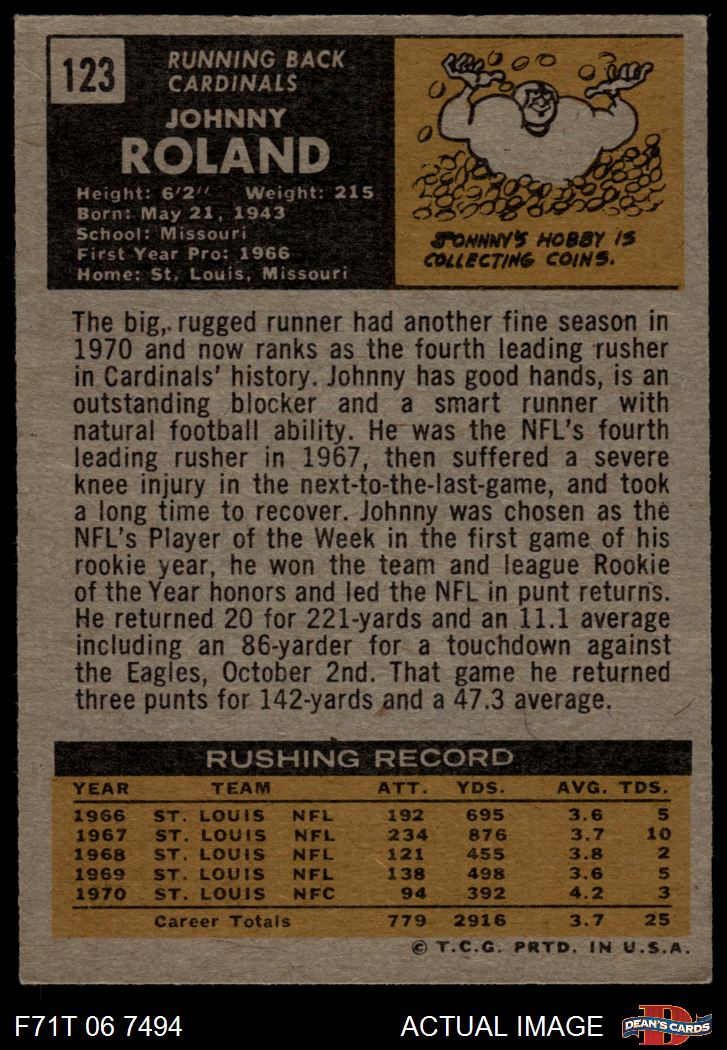 123
RUNNING BACK
CARDINALS
JOHNNY
ROLAND
Height: 6'2" Weight: 215
Born: May 21, 1943
School: Missouri
First Year Pro: 1966
Home: St. Louis, Missouri
JOHNNY'S HOBBY IS
COLLECTING COINS.
The big, rugged runner had another fine season in
1970 and now ranks as the fourth leading rusher
in Cardinals' history. Johnny has good hands, is an
outstanding blocker and a smart runner with
natural football ability. He was the NFL's fourth
leading rusher in 1967, then suffered a severe
knee injury in the next-to-the-last-game, and took
a long time to recover. Johnny was chosen as the
NFL's Player of the Week in the first game of his
rookie year, he won the team and league Rookie
of the Year honors and led the NFL in punt returns.
He returned 20 for 221-yards and an 11.1 average
including an 86-yarder for a touchdown against
the Eagles, October 2nd. That game he returned
three punts for 142-yards and a 47.3 average.
RUSHING RECORD
YEAR TEAM ATT. YDS. AVG. TDS.
1966 ST. LOUIS NFL 192 695 3.6 5
1967 ST. LOUIS NFL 234 876 3.7 10
1968 ST. LOUIS NFL 121 455 3.8 2
1969 ST. LOUIS NFL 138 498 3.6 5
1970 ST. LOUIS NFC 94 392 4.2 3
Career Totals 779 2916 3.7 25
© T.C.G. PRTD. IN U.S.A.
F71T 06 7494 ACTUAL IMAGE D DEAN'S CARDS